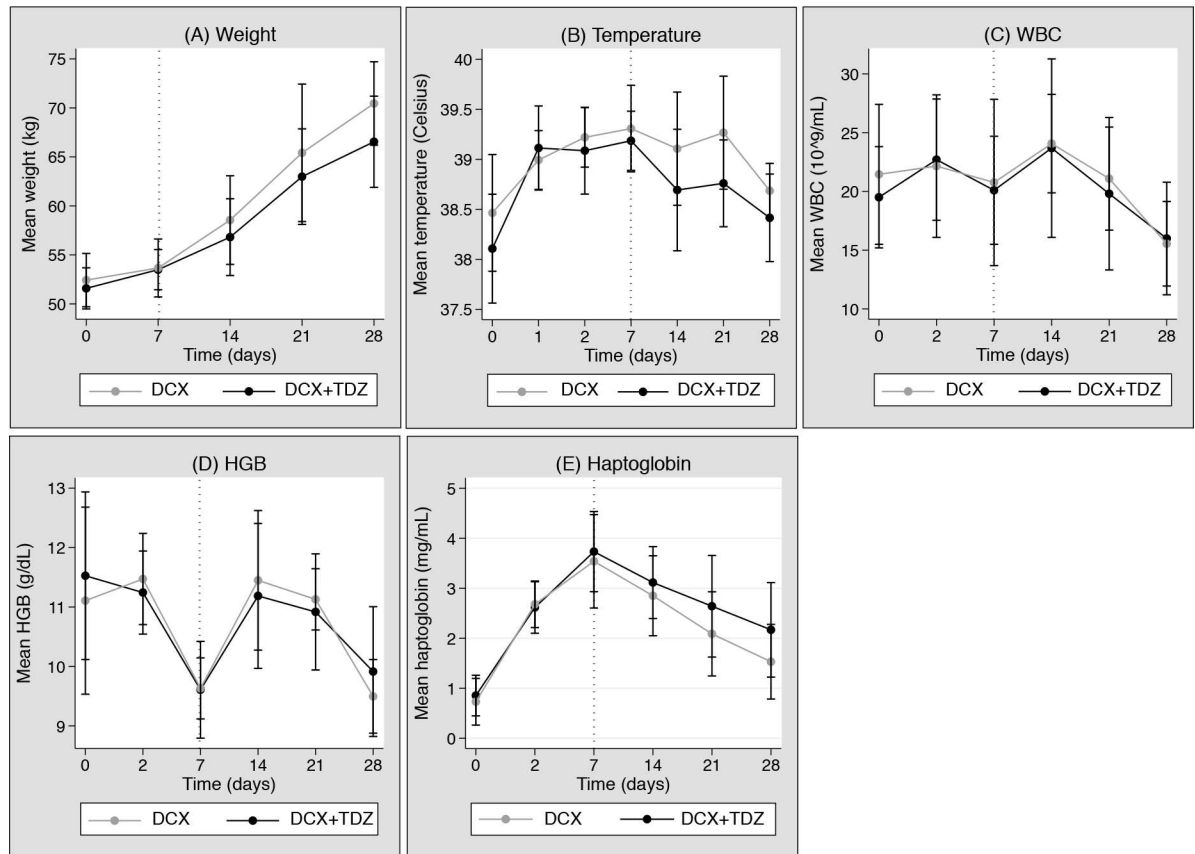 (A) Weight
Mean weight (kg)
75
70
65
60
55
50
0 7 14 21 28
Time (days)
DCX DCX+TDZ
(B) Temperature
Mean temperature (Celsius)
40
39.5
39
38.5
38
37.5
0 1 2 7 14 21 28
Time (days)
DCX DCX+TDZ
(C) WBC
Mean WBC (10^9/mL)
30
25
20
15
10
0 2 7 14 21 28
Time (days)
DCX DCX+TDZ
(D) HGB
Mean HGB (g/dL)
13
12
11
10
9
0 2 7 14 21 28
Time (days)
DCX DCX+TDZ
(E) Haptoglobin
Mean haptoglobin (mg/mL)
5
4
3
2
1
0
0 2 7 14 21 28
Time (days)
DCX DCX+TDZ